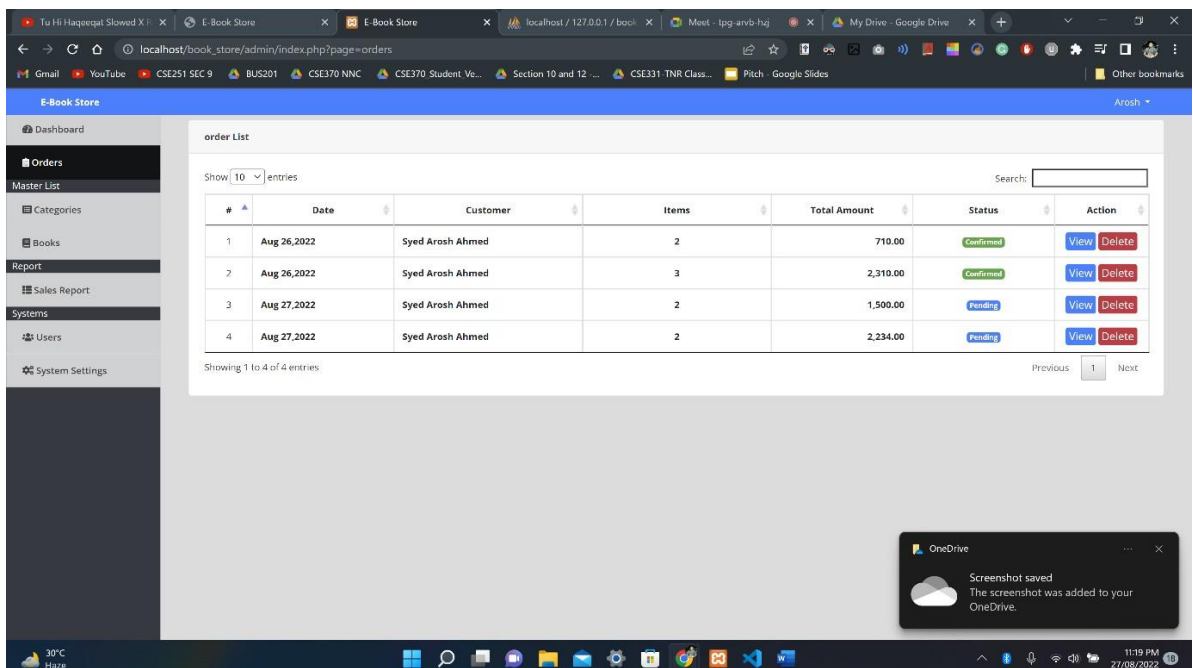 Tu Hi Haqeeqat Slowed X R E-Book Store E-Book Store localhost / 127.0.0.1 / book Meet - tpg-arvb-hzj My Drive - Google Drive
localhost/book_store/admin/index.php?page=orders
Gmail YouTube CSE251 SEC 9 BUS201 CSE370 NNC CSE370_Student_Ve... Section 10 and 12 -... CSE331-TNR Class... Pitch - Google Slides Other bookmarks
E-Book Store Arosh
Dashboard
Orders
Master List
Categories
Books
Report
Sales Report
Systems
Users
System Settings
order List
Show 10 entries Search:
# Date Customer Items Total Amount Status Action
1 Aug 26,2022 Syed Arosh Ahmed 2 710.00 Confirmed View Delete
2 Aug 26,2022 Syed Arosh Ahmed 3 2,310.00 Confirmed View Delete
3 Aug 27,2022 Syed Arosh Ahmed 2 1,500.00 Pending View Delete
4 Aug 27,2022 Syed Arosh Ahmed 2 2,234.00 Pending View Delete
Showing 1 to 4 of 4 entries Previous 1 Next
OneDrive
Screenshot saved
The screenshot was added to your
OneDrive.
30°C
Haze
11:19 PM
27/08/2022
18